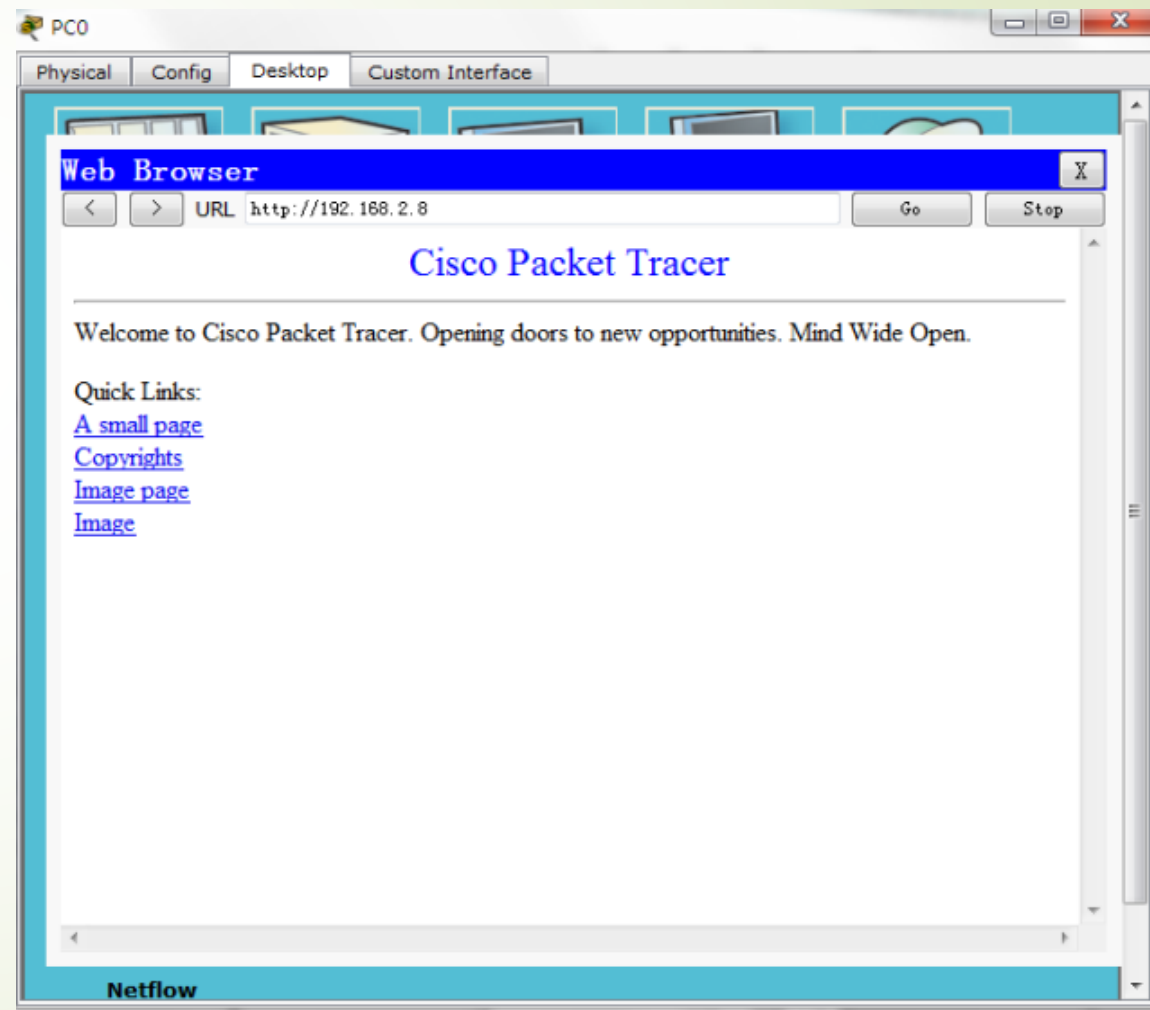 PC0
Physical Config Desktop Custom Interface
Web Browser X
< > URL http://192.168.2.8 Go Stop
Cisco Packet Tracer
Welcome to Cisco Packet Tracer. Opening doors to new opportunities. Mind Wide Open.
Quick Links:
A small page
Copyrights
Image page
Image
Netflow